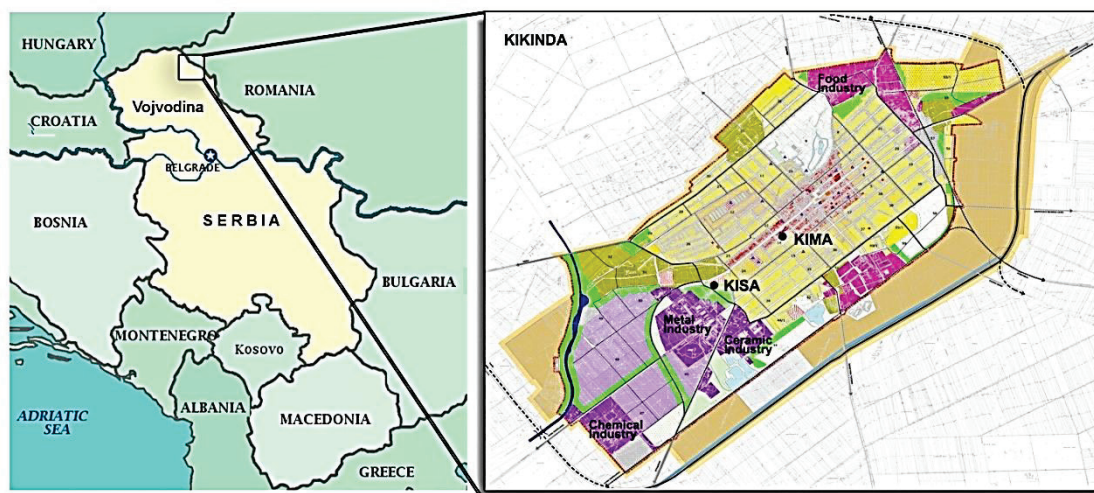 HUNGARY
CROATIA
Vojvodina
ROMANIA
BELGRADE
BOSNIA
SERBIA
BULGARIA
MONTENEGRO
Kosovo
ADRIATIC
SEA
ALBANIA
MACEDONIA
GREECE
KIKINDA
Food
Industry
KIMA
KISA
Metal
Industry
Ceramic
Industry
Chemical
Industry